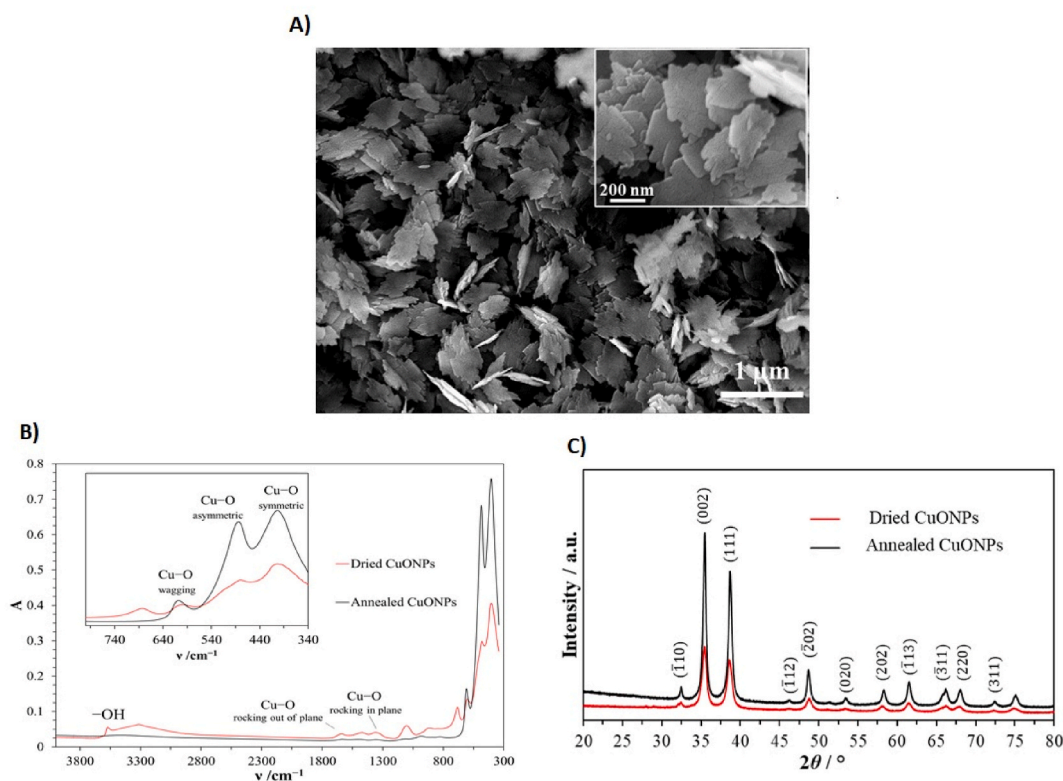 A)
200 nm
1 µm
B)
0.8
0.7
0.6
0.5
0.4
0.3
0.2
0.1
0
A
3800 3300 2800 2300 1800 1300 800 300
ν /cm⁻¹
Cu−O
asymmetric
Cu−O
symmetric
Cu−O
wagging
740 640 540 440 340
ν /cm⁻¹
Dried CuONPs
Annealed CuONPs
−OH
Cu−O
rocking out of plane
Cu−O
rocking in plane
C)
Intensity / a.u.
(1̄10)
(002)
(111)
(1̄12)
(2̄02)
(020)
(202)
(1̄13)
(3̄11)
(220)
(311)
Dried CuONPs
Annealed CuONPs
20 25 30 35 40 45 50 55 60 65 70 75 80
2θ / °